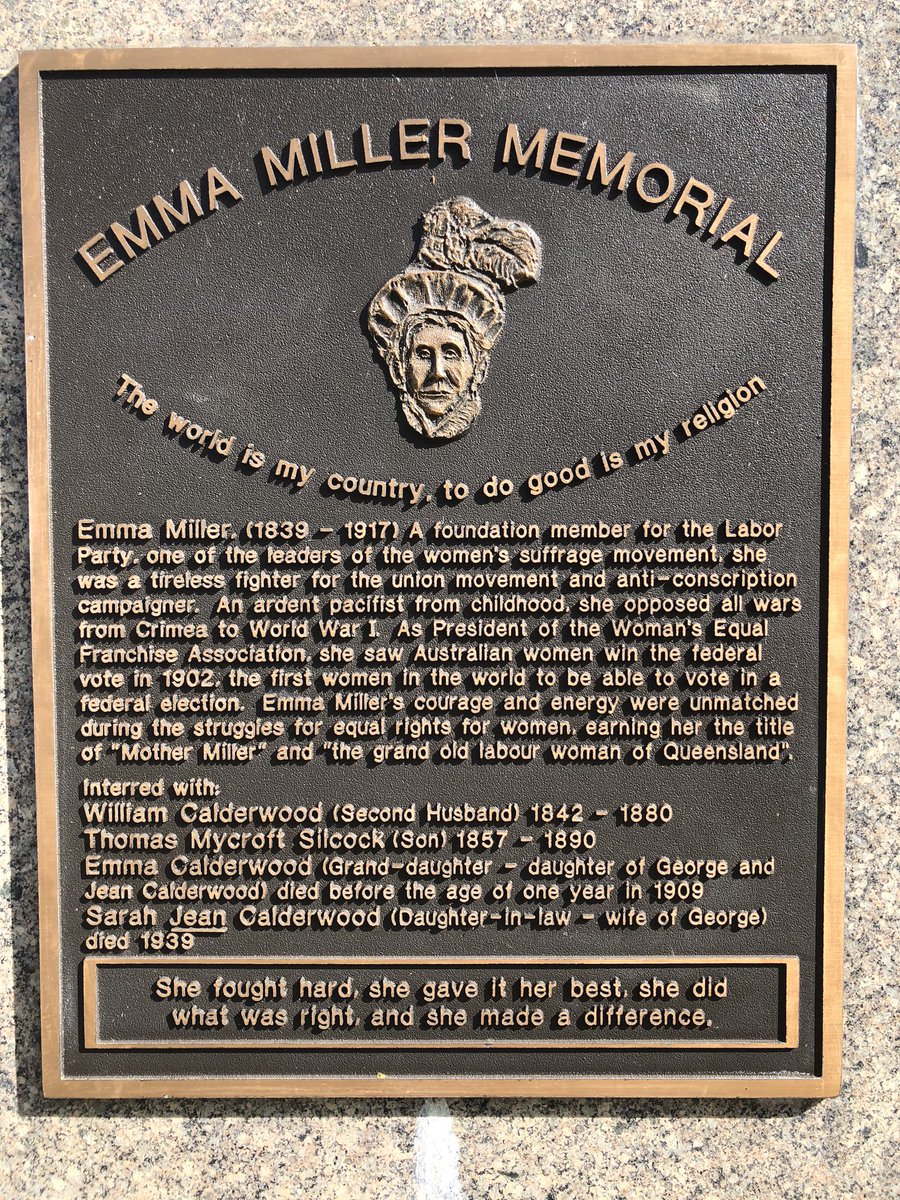 EMMA MILLER MEMORIAL
The world is my country, to do good is my religion
Emma Miller, (1839 - 1917) A foundation member for the Labor
Party, one of the leaders of the women's suffrage movement, she
was a tireless fighter for the union movement and anti-conscription
campaigner. An ardent pacifist from childhood, she opposed all wars
from Crimea to World War I. As President of the Woman's Equal
Franchise Association, she saw Australian women win the federal
vote in 1902, the first women in the world to be able to vote in a
federal election. Emma Miller's courage and energy were unmatched
during the struggles for equal rights for women, earning her the title
of "Mother Miller" and "the grand old labour woman of Queensland".
Interred with:
William Calderwood (Second Husband) 1842 - 1880
Thomas Mycroft Silcock (Son) 1857 - 1890
Emma Calderwood (Grand-daughter - daughter of George and
Jean Calderwood) died before the age of one year in 1909
Sarah Jean Calderwood (Daughter-in-law - wife of George)
died 1939
She fought hard, she gave it her best, she did
what was right, and she made a difference.